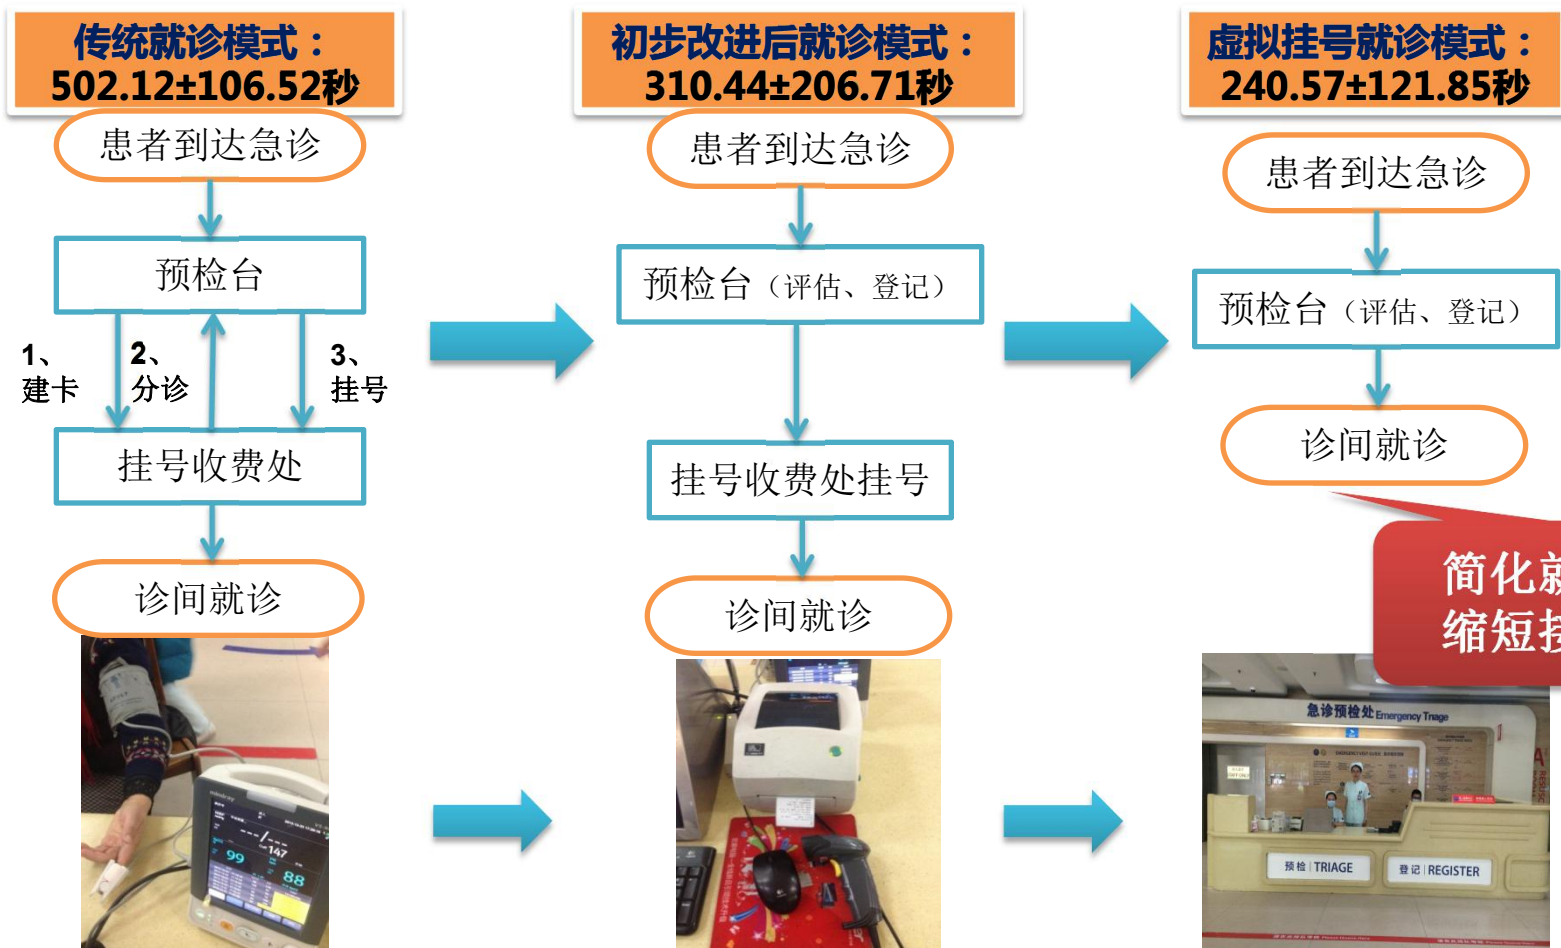 传统就诊模式：
502.12±106.52秒
患者到达急诊
预检台
1、
建卡
2、
分诊
3、
挂号
挂号收费处
诊间就诊
初步改进后就诊模式：
310.44±206.71秒
患者到达急诊
预检台（评估、登记）
挂号收费处挂号
诊间就诊
虚拟挂号就诊模式：
240.57±121.85秒
患者到达急诊
预检台（评估、登记）
诊间就诊
简化就
缩短接
mindray
147
99
88
急诊预检处 Emergency Triage
预检 TRIAGE
登记 REGISTER